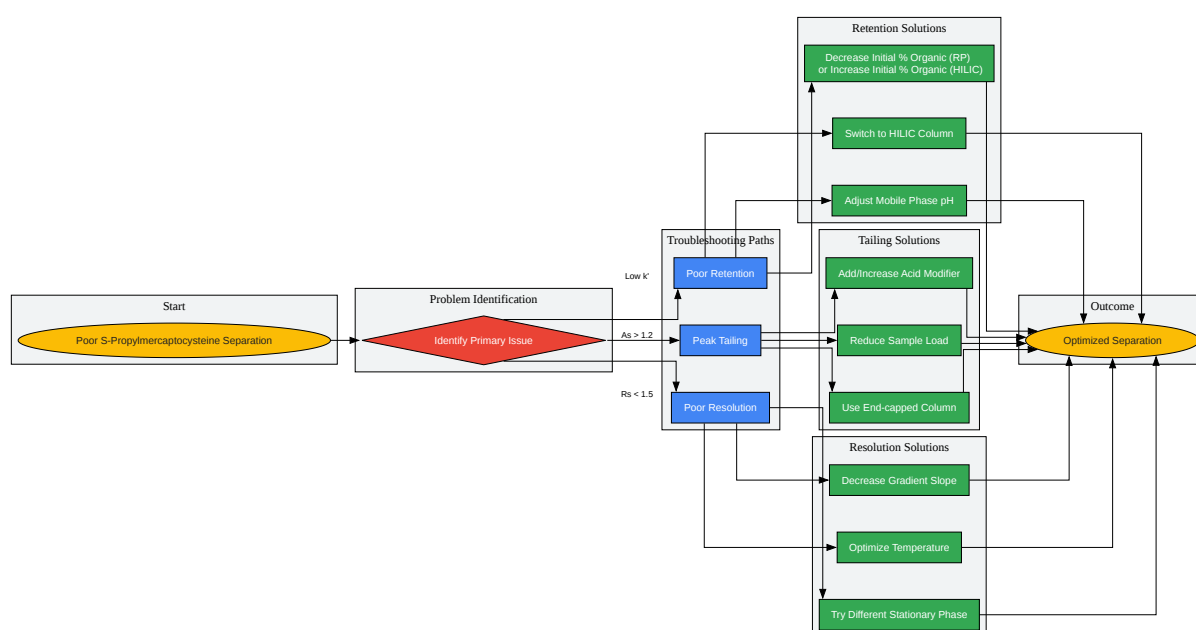 Start
Poor S-Propylmercaptocysteine Separation
Problem Identification
Identify Primary Issue
Low k'
As > 1.2
Rs < 1.5
Troubleshooting Paths
Poor Retention
Peak Tailing
Poor Resolution
Retention Solutions
Decrease Initial % Organic (RP)
or Increase Initial % Organic (HILIC)
Switch to HILIC Column
Adjust Mobile Phase pH
Tailing Solutions
Add/Increase Acid Modifier
Reduce Sample Load
Use End-capped Column
Resolution Solutions
Decrease Gradient Slope
Optimize Temperature
Try Different Stationary Phase
Outcome
Optimized Separation